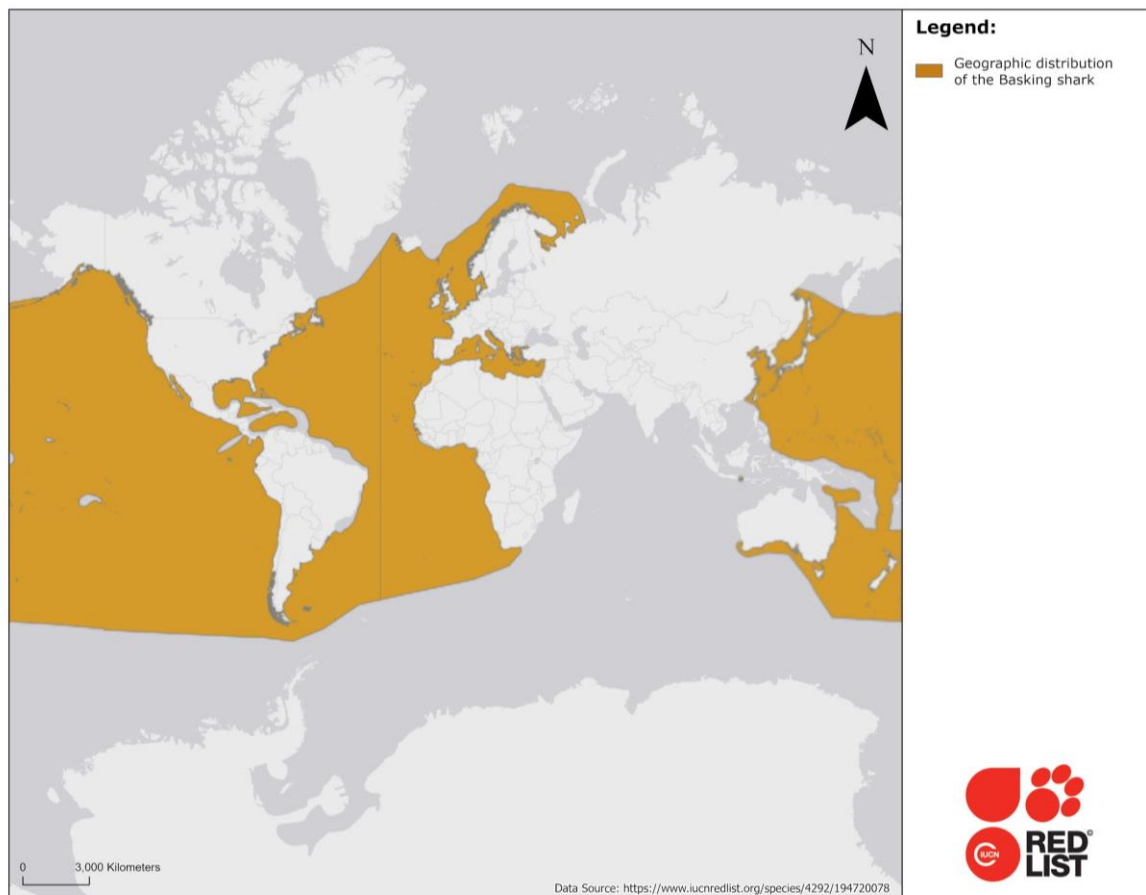 Legend:
Geographic distribution
of the Basking shark
N
0 3,000 Kilometers
Data Source: https://www.iucnredlist.org/species/4292/194720078
IUCN
RED
LIST